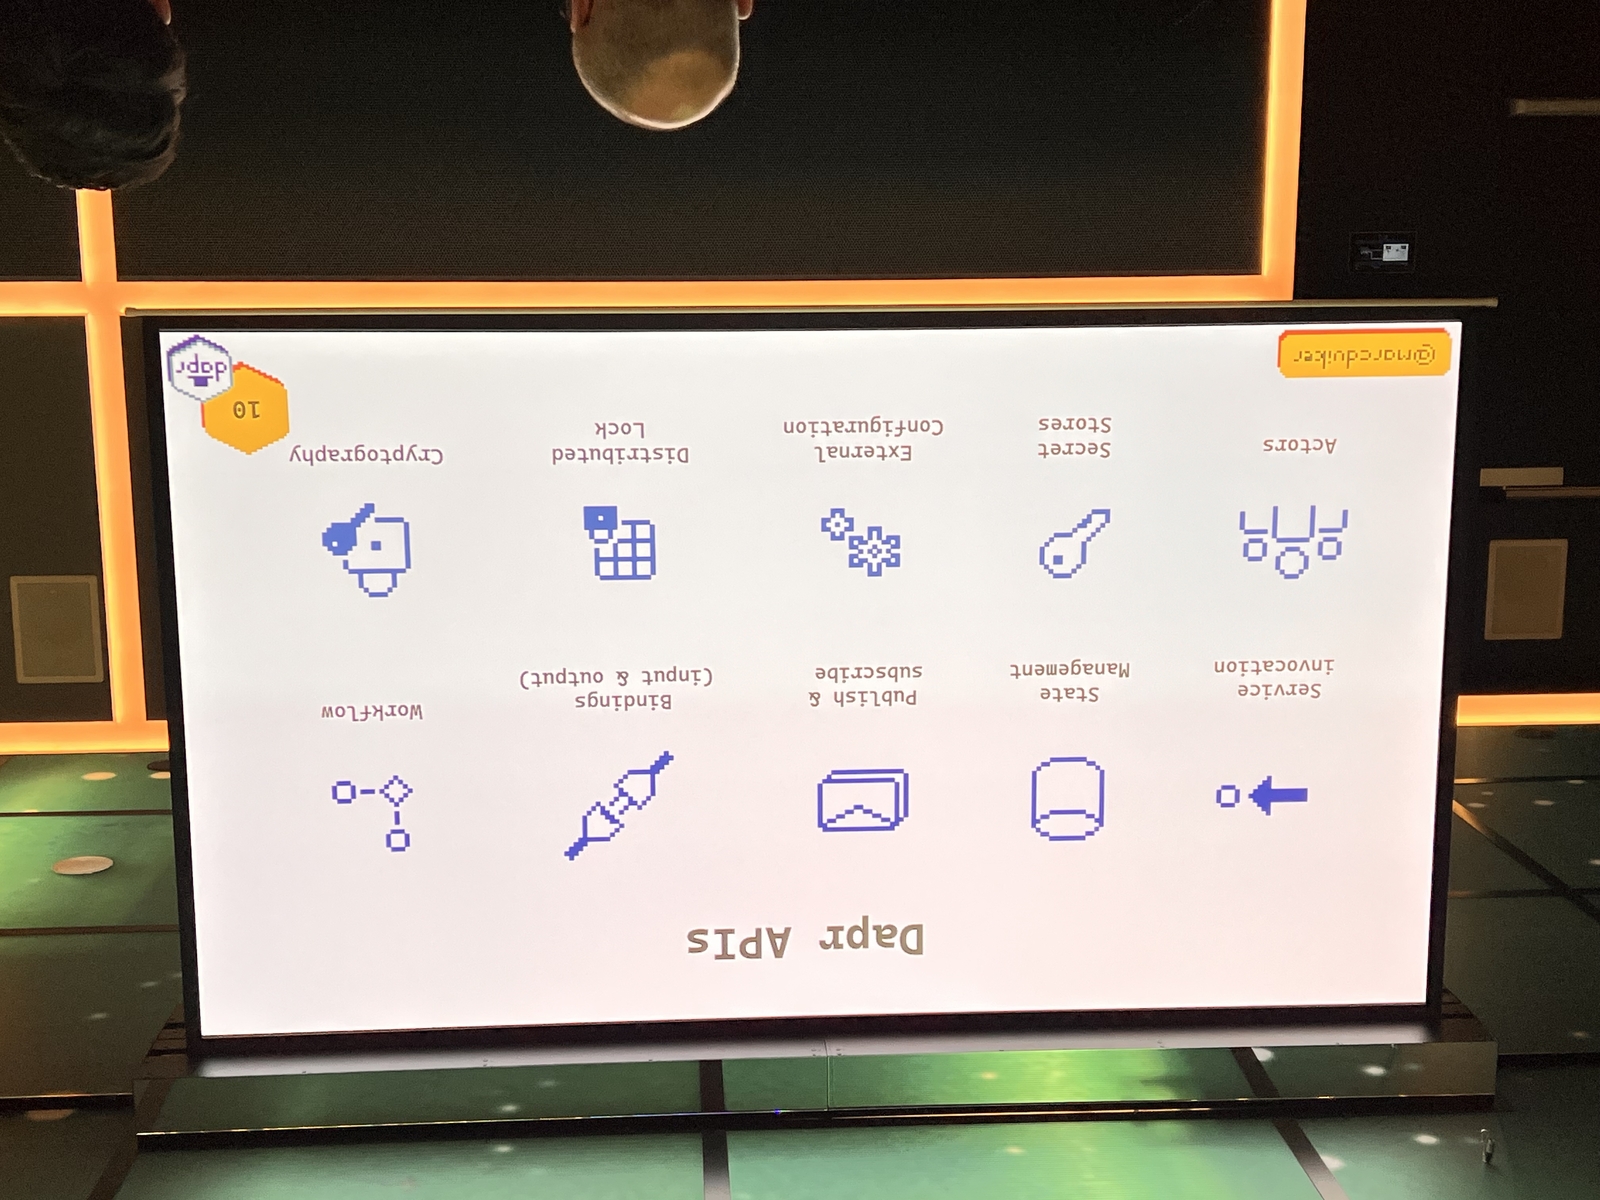 Dapr APIs
Service
invocation
State
Management
Publish &
subscribe
Bindings
(input & output)
Workflow
Actors
Secret
Stores
External
Configuration
Distributed
Lock
Cryptography
10
dapr
@marcduiker